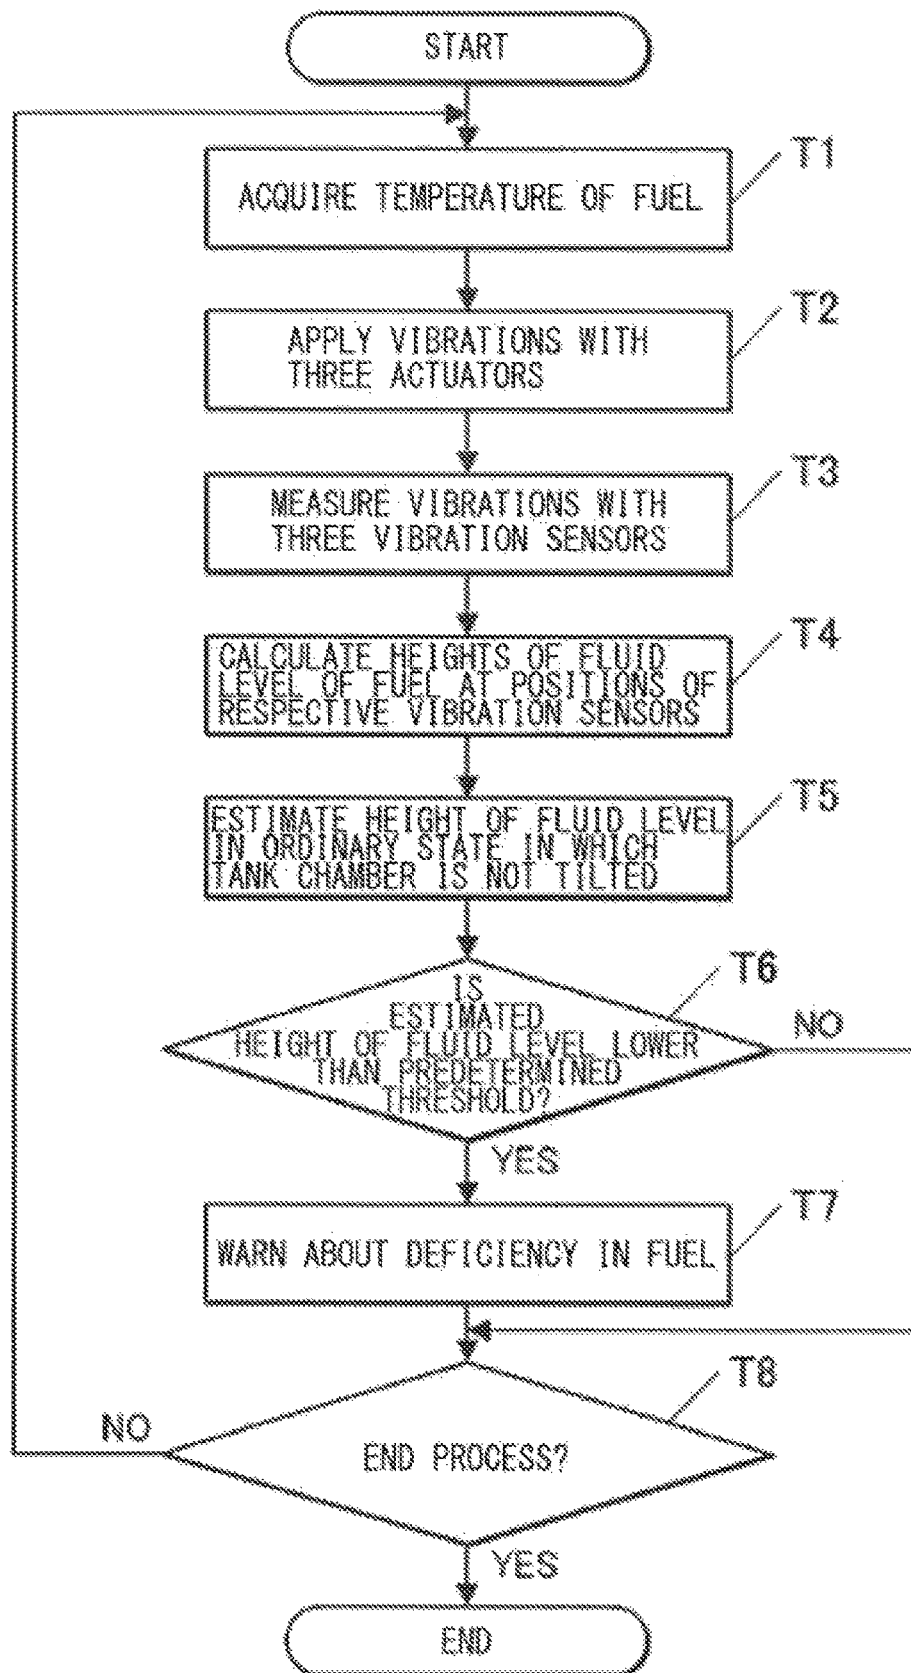 START
T1
ACQUIRE TEMPERATURE OF FUEL
T2
APPLY VIBRATIONS WITH
THREE ACTUATORS
T3
MEASURE VIBRATIONS WITH
THREE VIBRATION SENSORS
T4
CALCULATE HEIGHTS OF FLUID
LEVEL OF FUEL AT POSITIONS OF
RESPECTIVE VIBRATION SENSORS
T5
ESTIMATE HEIGHT OF FLUID LEVEL
IN ORDINARY STATE IN WHICH
TANK CHAMBER IS NOT TILTED
T6
IS
ESTIMATED
HEIGHT OF FLUID LEVEL LOWER
THAN PREDETERMINED
THRESHOLD?
NO
YES
T7
WARN ABOUT DEFICIENCY IN FUEL
T8
NO
END PROCESS?
YES
END